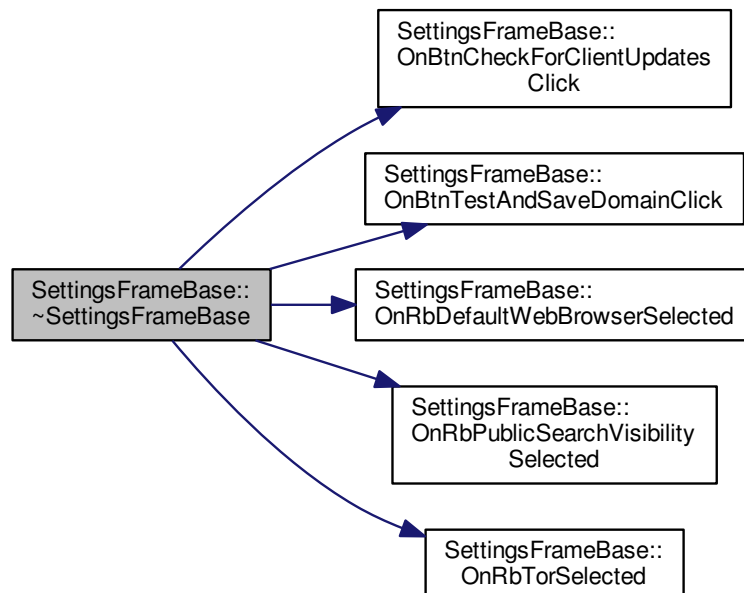 SettingsFrameBase::
~SettingsFrameBase
SettingsFrameBase::
OnBtnCheckForClientUpdates
Click
SettingsFrameBase::
OnBtnTestAndSaveDomainClick
SettingsFrameBase::
OnRbDefaultWebBrowserSelected
SettingsFrameBase::
OnRbPublicSearchVisibility
Selected
SettingsFrameBase::
OnRbTorSelected